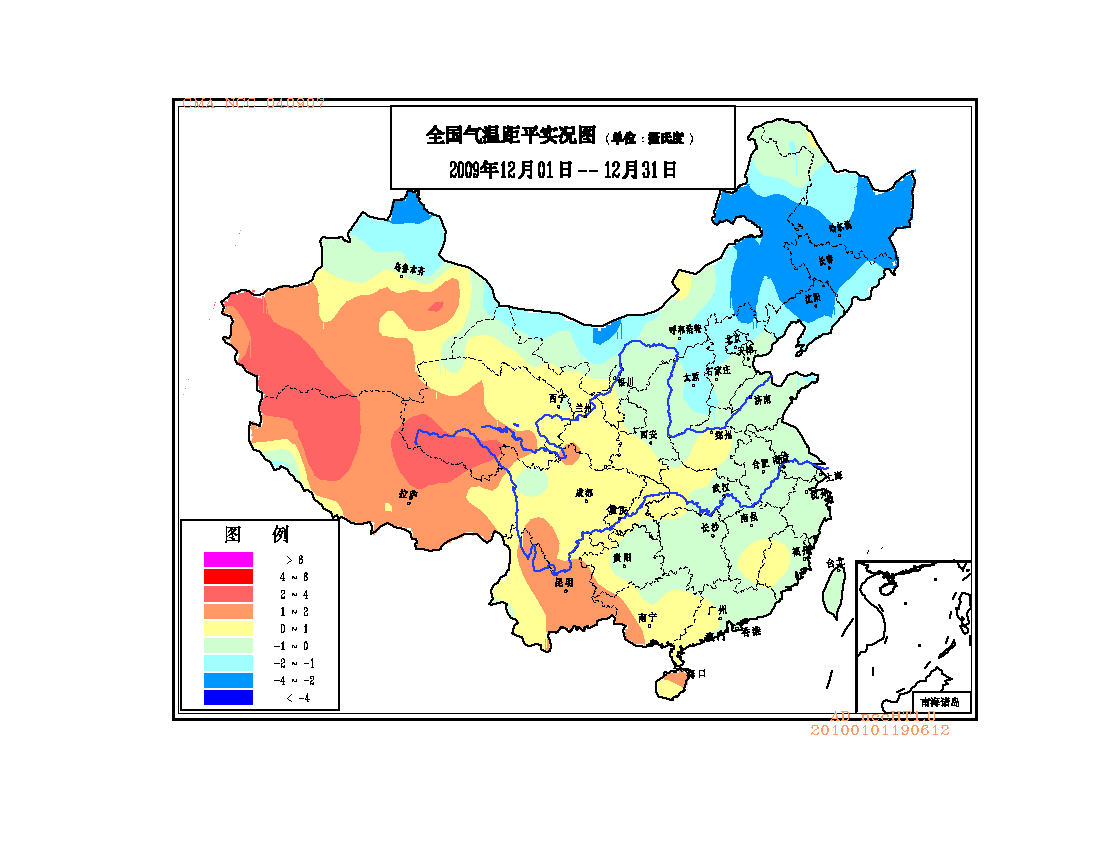 CMA NCC 040902
全国气温距平实况图（单位：摄氏度）
2009年12月01日 -- 12月31日
哈尔滨
乌鲁木齐
长春
沈阳
呼和浩特
北京
天津
银川
太原
石家庄
西宁
兰州
济南
西安
郑州
合肥
南京
上海
拉萨
成都
武汉
杭州
重庆
长沙
南昌
贵阳
福州
台北
昆明
南宁
广州
澳门
香港
海口
图 例
> 6
4 ~ 6
2 ~ 4
1 ~ 2
0 ~ 1
-1 ~ 0
-2 ~ -1
-4 ~ -2
< -4
南海诸岛
20100101190612